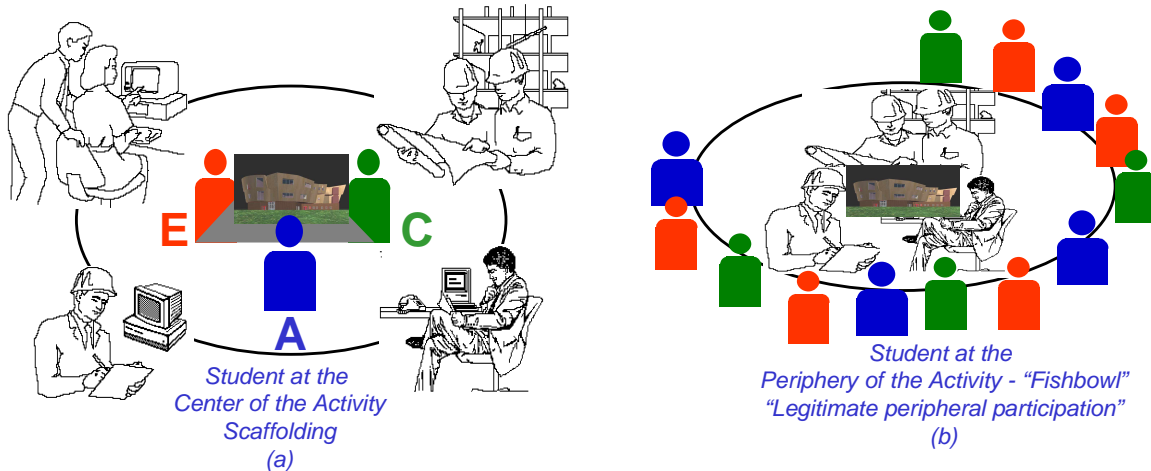 E
C
A
Student at the
Center of the Activity
Scaffolding
(a)
Student at the
Periphery of the Activity - “Fishbowl”
“Legitimate peripheral participation”
(b)